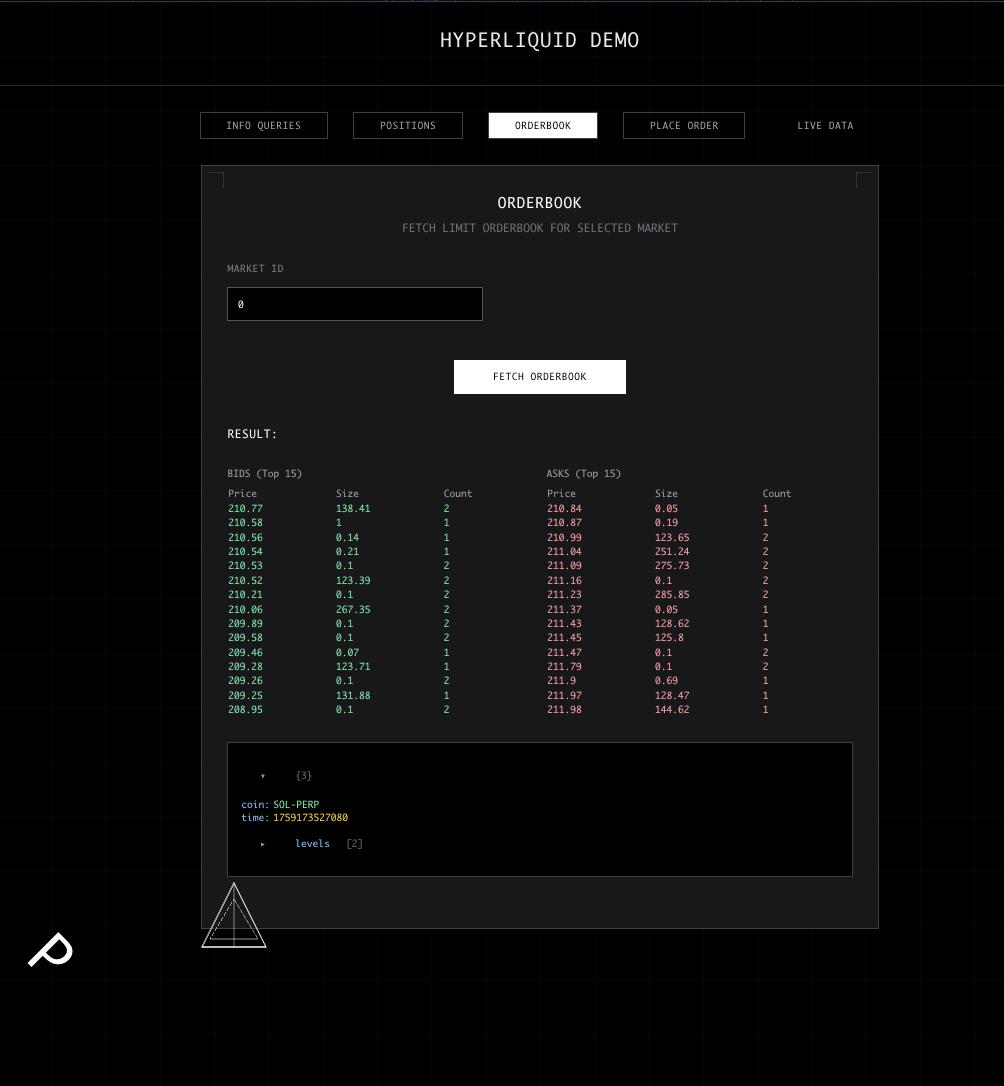 HYPERLIQUID DEMO
INFO QUERIES POSITIONS ORDERBOOK PLACE ORDER LIVE DATA
ORDERBOOK
FETCH LIMIT ORDERBOOK FOR SELECTED MARKET
MARKET ID
0
FETCH ORDERBOOK
RESULT:
BIDS (Top 15) ASKS (Top 15)
Price Size Count Price Size Count
210.77 138.41 2 210.84 0.05 1
210.58 1 1 210.87 0.19 1
210.56 0.14 1 210.99 123.65 2
210.54 0.21 1 211.04 251.24 2
210.53 0.1 2 211.09 275.73 2
210.52 123.39 2 211.16 0.1 2
210.21 0.1 2 211.23 285.85 2
210.06 267.35 2 211.37 0.05 1
209.89 0.1 2 211.43 128.62 1
209.58 0.1 2 211.45 125.8 1
209.46 0.07 1 211.47 0.1 2
209.28 123.71 1 211.79 0.1 2
209.26 0.1 2 211.9 0.69 1
209.25 131.88 1 211.97 128.47 1
208.95 0.1 2 211.98 144.62 1
▾ {3}
coin: SOL-PERP
time: 1759173527080
▸ levels [2]